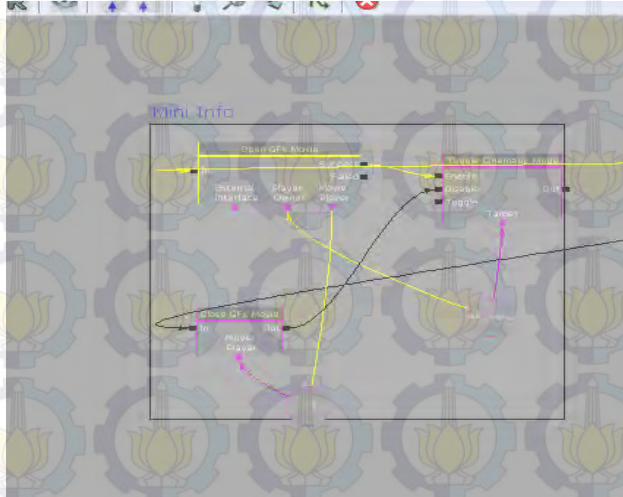 Mini Info
Open GFx Movie
In
Success
Failed
External
Interface
Player
Owner
Movie
Player
Toggle Cinematic Mode
Enable
Disable
Toggle
Out
Target
Close GFx Movie
In
Out
Movie
Player